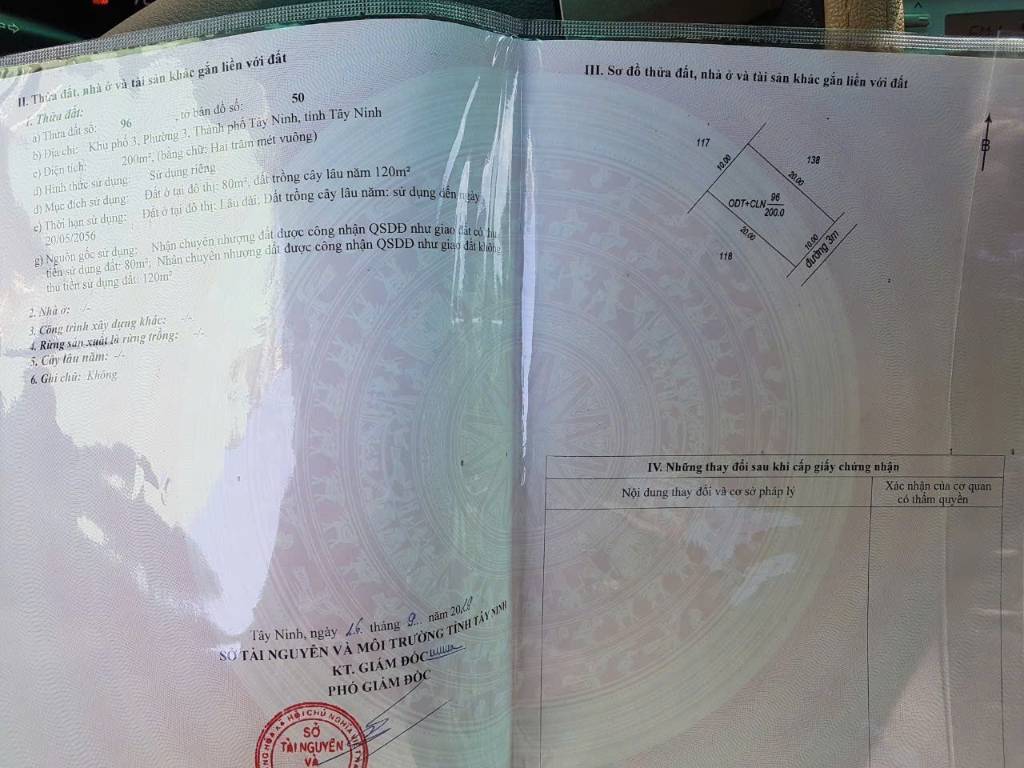 II. Thửa đất, nhà ở và tài sản khác gắn liền với đất
1. Thửa đất:
a) Thửa đất số: 96 , tờ bản đồ số: 50
b) Địa chỉ: Khu phố 3, Phường 3, Thành phố Tây Ninh, tỉnh Tây Ninh
c) Diện tích: 200m², (bằng chữ: Hai trăm mét vuông)
d) Hình thức sử dụng: Sử dụng riêng
đ) Mục đích sử dụng: Đất ở tại đô thị: 80m², đất trồng cây lâu năm 120m²
e) Thời hạn sử dụng: Đất ở tại đô thị: Lâu dài; Đất trồng cây lâu năm: sử dụng đến ngày
20/05/2056
g) Nguồn gốc sử dụng: Nhận chuyển nhượng đất được công nhận QSDĐ như giao đất có thu
tiền sử dụng đất: 80m²; Nhận chuyển nhượng đất được công nhận QSDĐ như giao đất không
thu tiền sử dụng đất: 120m²
2. Nhà ở: -/-
3. Công trình xây dựng khác: -/-
4. Rừng sản xuất là rừng trồng: -/-
5. Cây lâu năm: -/-
6. Ghi chú: Không
Tây Ninh, ngày 26 tháng 9 năm 2018
SỞ TÀI NGUYÊN VÀ MÔI TRƯỜNG TỈNH TÂY NINH
KT. GIÁM ĐỐC
PHÓ GIÁM ĐỐC
HỘI CHỦ NGHĨA
SỞ
TÀI NGUYÊN
VÀ
III. Sơ đồ thửa đất, nhà ở và tài sản khác gắn liền với đất
B
117
10.00
138
20.00
ODT+CLN 96
200.0
20.00
10.00
đường 3m
118
IV. Những thay đổi sau khi cấp giấy chứng nhận
Nội dung thay đổi và cơ sở pháp lý
Xác nhận của cơ quan
có thẩm quyền